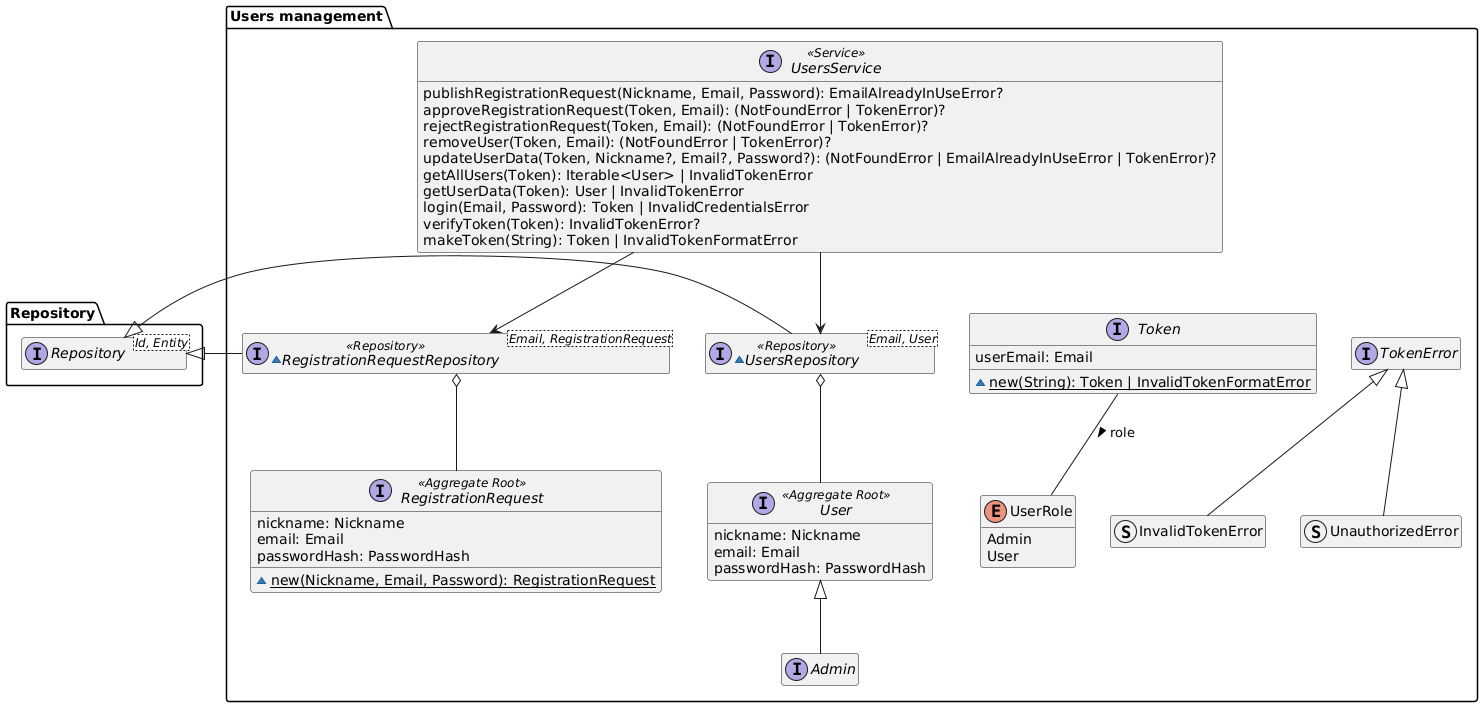 Users management
I
«Service»
UsersService
publishRegistrationRequest(Nickname, Email, Password): EmailAlreadyInUseError?
approveRegistrationRequest(Token, Email): (NotFoundError | TokenError)?
rejectRegistrationRequest(Token, Email): (NotFoundError | TokenError)?
removeUser(Token, Email): (NotFoundError | TokenError)?
updateUserData(Token, Nickname?, Email?, Password?): (NotFoundError | EmailAlreadyInUseError | TokenError)?
getAllUsers(Token): Iterable<User> | InvalidTokenError
getUserData(Token): User | InvalidTokenError
login(Email, Password): Token | InvalidCredentialsError
verifyToken(Token): InvalidTokenError?
makeToken(String): Token | InvalidTokenFormatError
Repository
I Repository
Id, Entity
I
«Repository»
RegistrationRequestRepository
Email, RegistrationRequest
I
«Repository»
UsersRepository
Email, User
I Token
userEmail: Email
new(String): Token | InvalidTokenFormatError
I TokenError
role
I
«Aggregate Root»
RegistrationRequest
nickname: Nickname
email: Email
passwordHash: PasswordHash
new(Nickname, Email, Password): RegistrationRequest
I
«Aggregate Root»
User
nickname: Nickname
email: Email
passwordHash: PasswordHash
E UserRole
Admin
User
S InvalidTokenError
S UnauthorizedError
I Admin